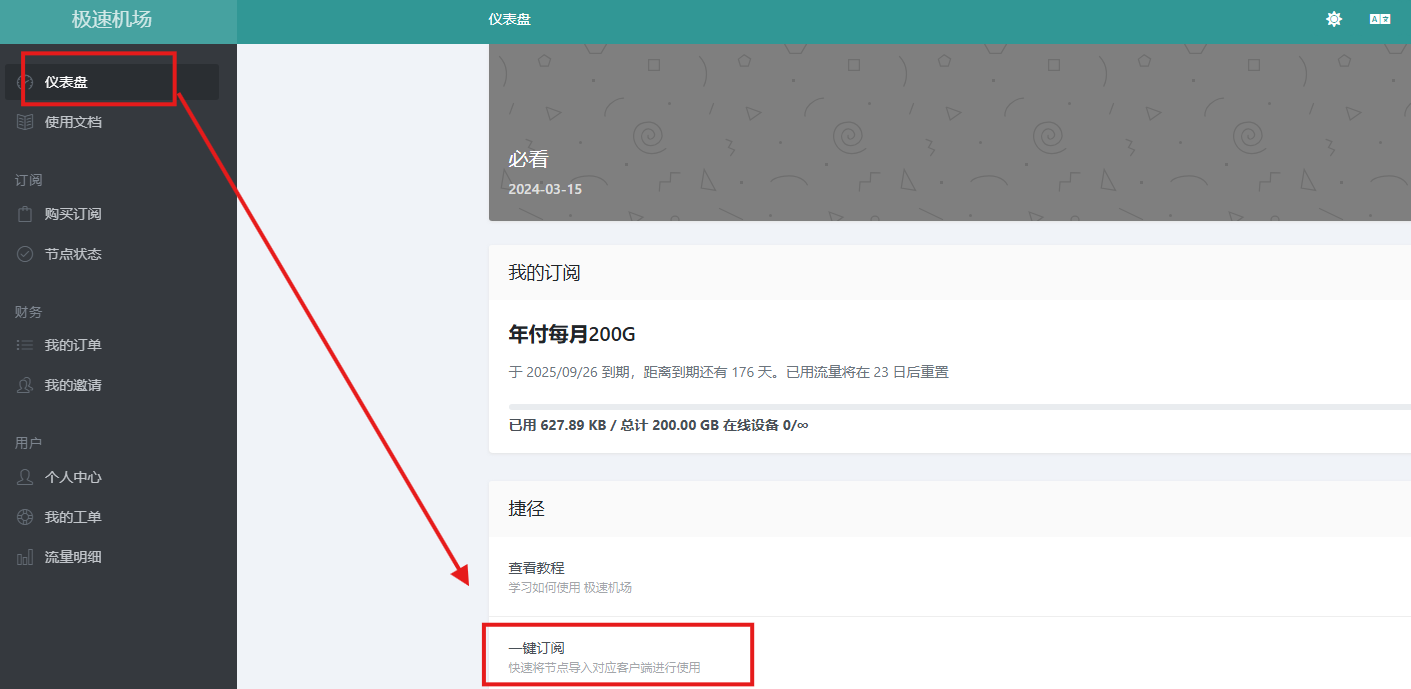 极速机场
仪表盘
仪表盘
使用文档
订阅
购买订阅
节点状态
财务
我的订单
我的邀请
用户
个人中心
我的工单
流量明细
必看
2024-03-15
我的订阅
年付每月200G
于 2025/09/26 到期，距离到期还有 176 天。已用流量将在 23 日后重置
已用 627.89 KB / 总计 200.00 GB 在线设备 0/∞
捷径
查看教程
学习如何使用 极速机场
一键订阅
快速将节点导入对应客户端进行使用